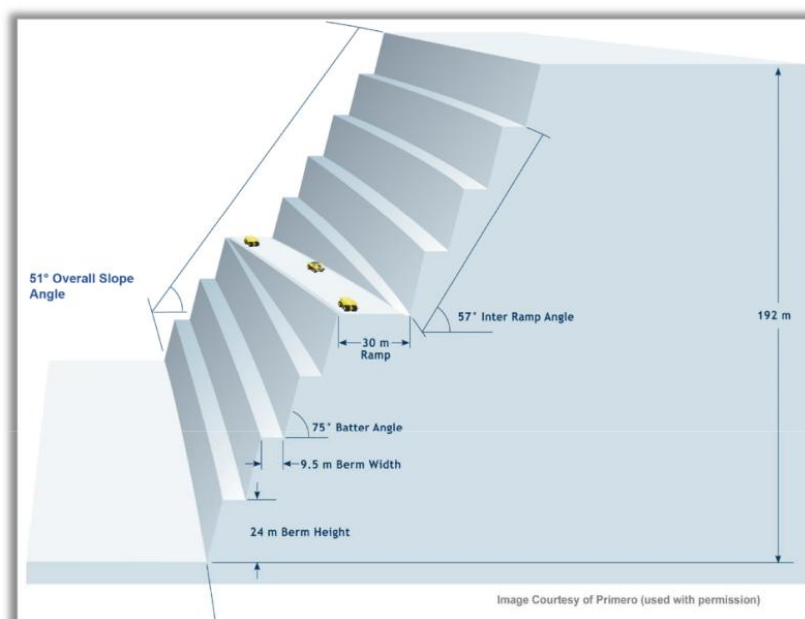 51° Overall Slope
Angle
57° Inter Ramp Angle
192 m
30 m
Ramp
75° Batter Angle
9.5 m Berm Width
24 m Berm Height
Image Courtesy of Primero (used with permission)